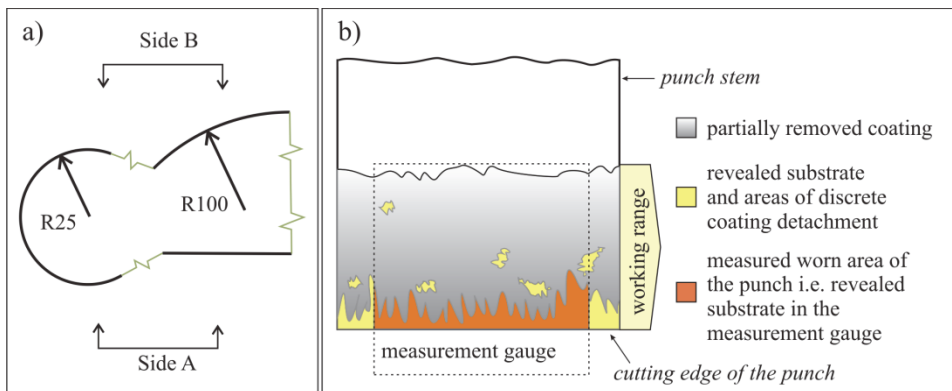 a)
Side B
R25
R100
Side A
b)
punch stem
partially removed coating
revealed substrate
and areas of discrete
coating detachment
measured worn area of
the punch i.e. revealed
substrate in the
measurement gauge
working range
measurement gauge
cutting edge of the punch